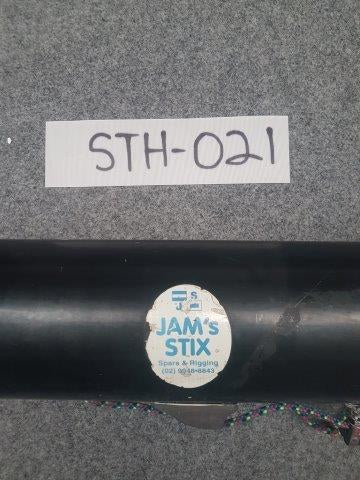 STH-021
J S
JAM's
STIX
Spars & Rigging
(02) 9948-8843